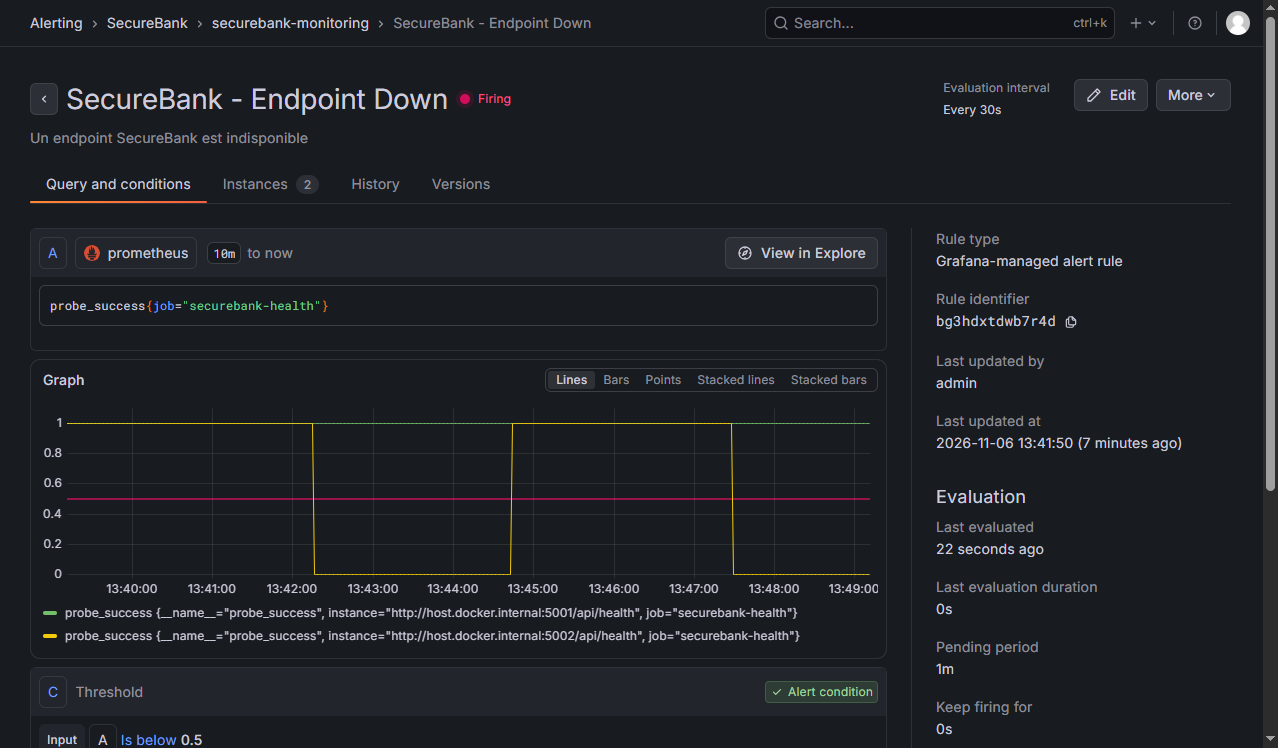 Alerting › SecureBank › securebank-monitoring › SecureBank - Endpoint Down
Search... ctrl+k
SecureBank - Endpoint Down Firing
Evaluation interval
Every 30s
Edit
More
Un endpoint SecureBank est indisponible
Query and conditions Instances 2 History Versions
A prometheus 10m to now View in Explore
probe_success{job="securebank-health"}
Graph
Lines Bars Points Stacked lines Stacked bars
1
0.8
0.6
0.4
0.2
0
13:40:00 13:41:00 13:42:00 13:43:00 13:44:00 13:45:00 13:46:00 13:47:00 13:48:00 13:49:00
probe_success {__name__="probe_success", instance="http://host.docker.internal:5001/api/health", job="securebank-health"}
probe_success {__name__="probe_success", instance="http://host.docker.internal:5002/api/health", job="securebank-health"}
C Threshold Alert condition
Input A Is below 0.5
Rule type
Grafana-managed alert rule
Rule identifier
bg3hdxtdwb7r4d
Last updated by
admin
Last updated at
2026-11-06 13:41:50 (7 minutes ago)
Evaluation
Last evaluated
22 seconds ago
Last evaluation duration
0s
Pending period
1m
Keep firing for
0s